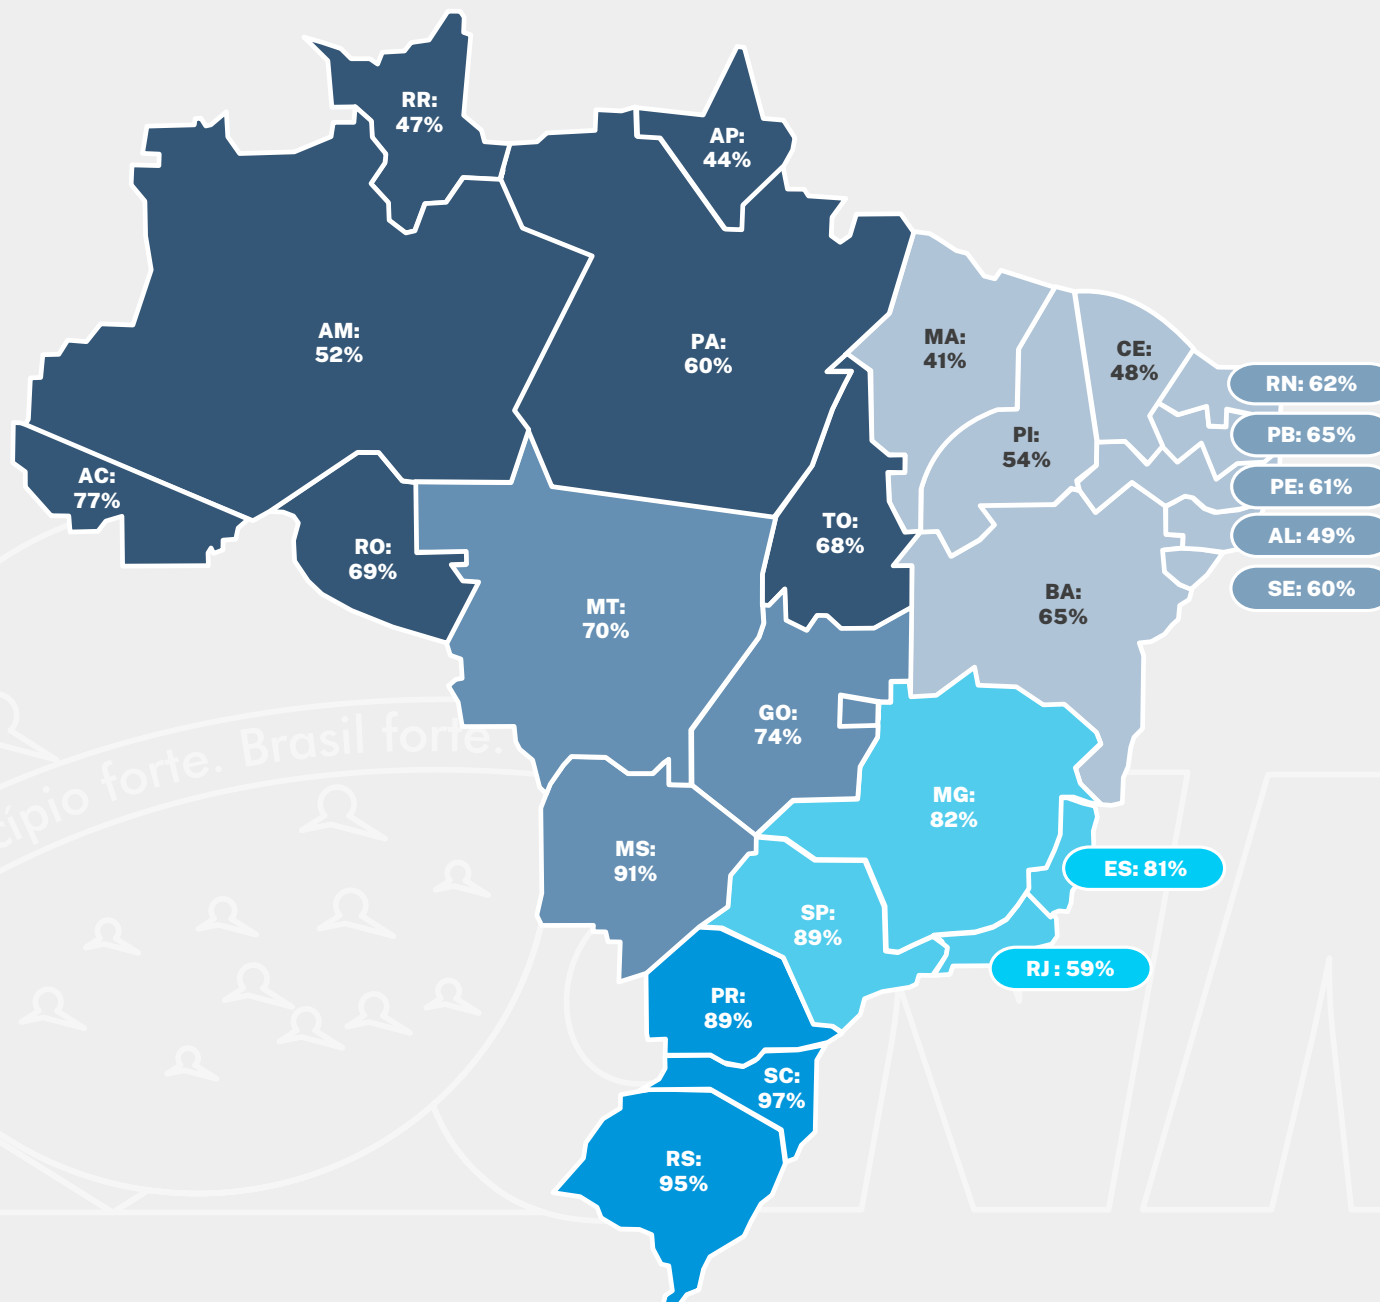 RR:
47%
AP:
44%
AM:
52%
PA:
60%
MA:
41%
CE:
48%
RN: 62%
PB: 65%
PI:
54%
PE: 61%
AC:
77%
TO:
68%
AL: 49%
RO:
69%
SE: 60%
BA:
65%
MT:
70%
GO:
74%
cípio forte. Brasil forte.
MG:
82%
MS:
91%
ES: 81%
SP:
89%
RJ: 59%
PR:
89%
SC:
97%
RS:
95%